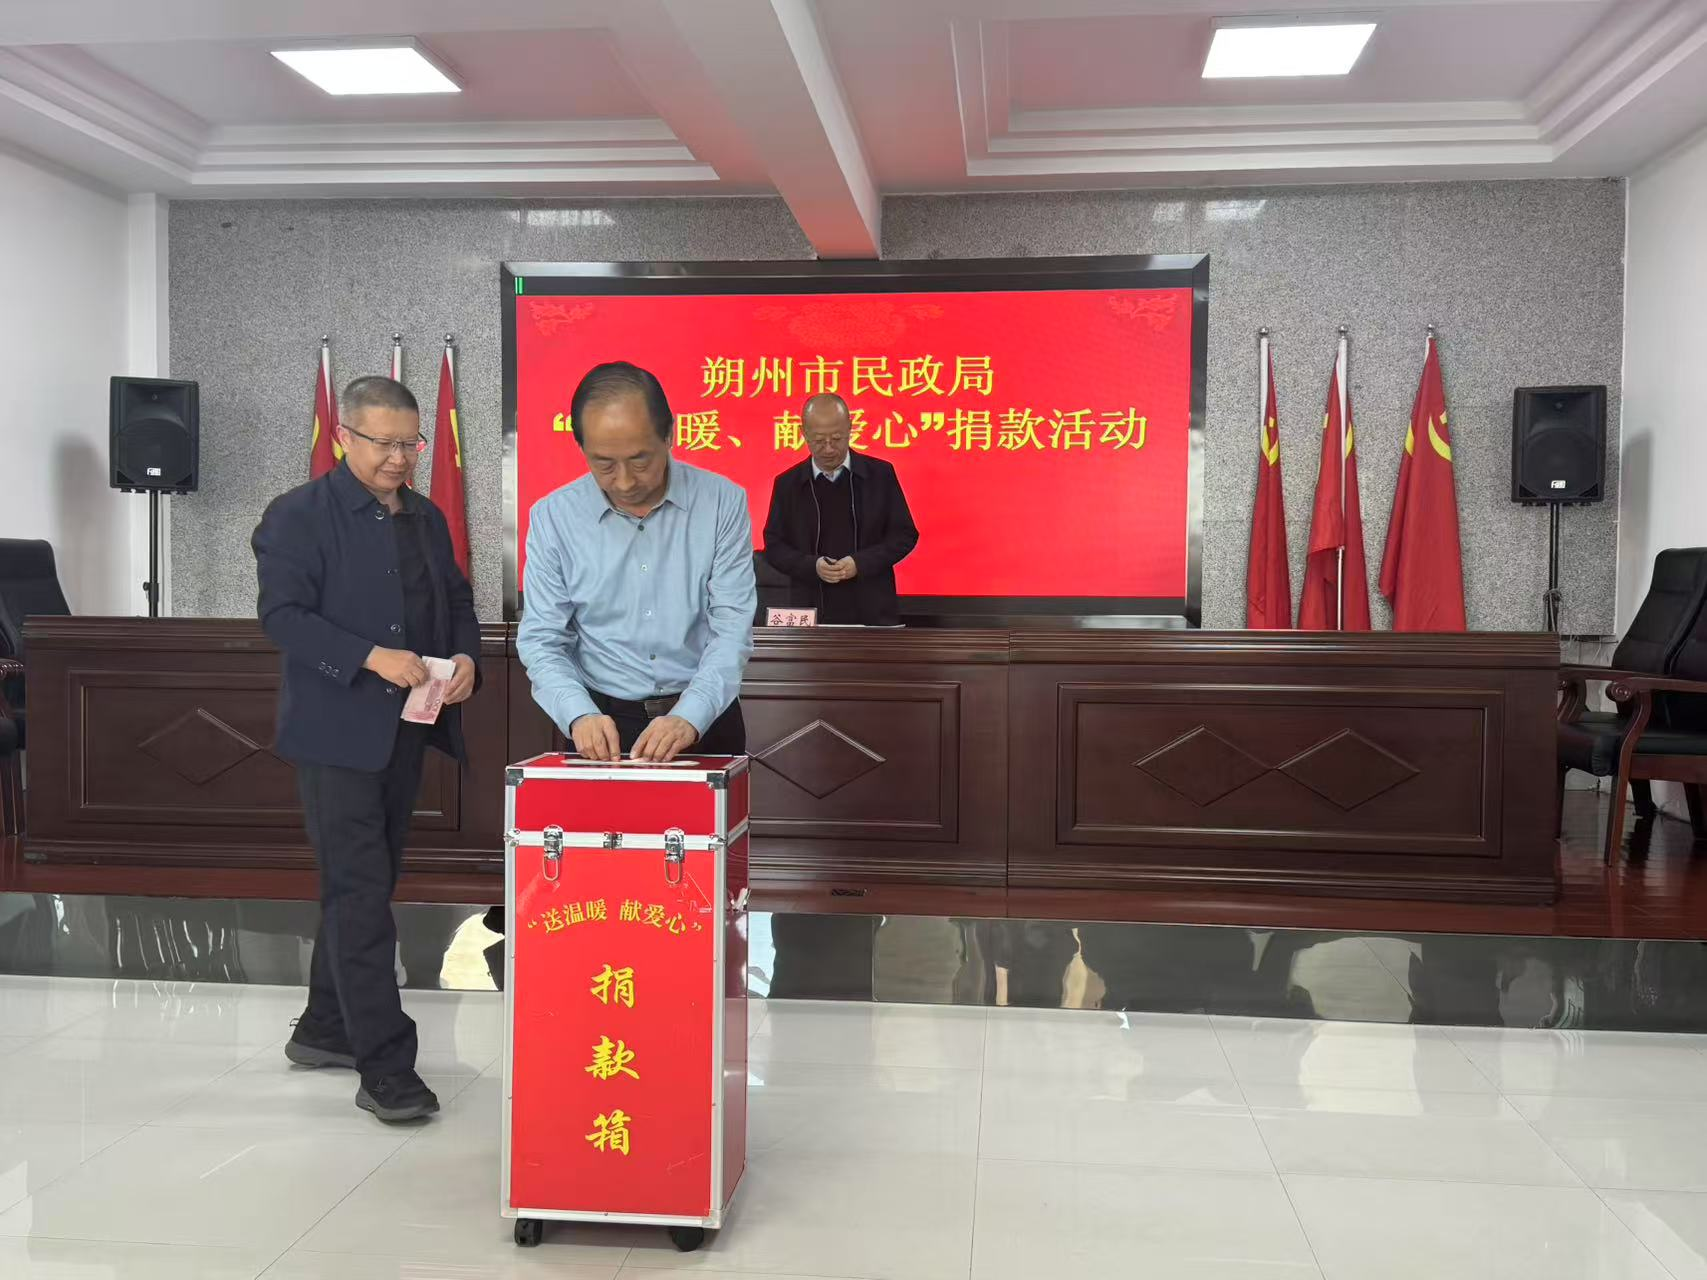 朔州市民政局
“暖、献爱心”捐款活动
谷富民
“送温暖 献爱心”
捐
款
箱